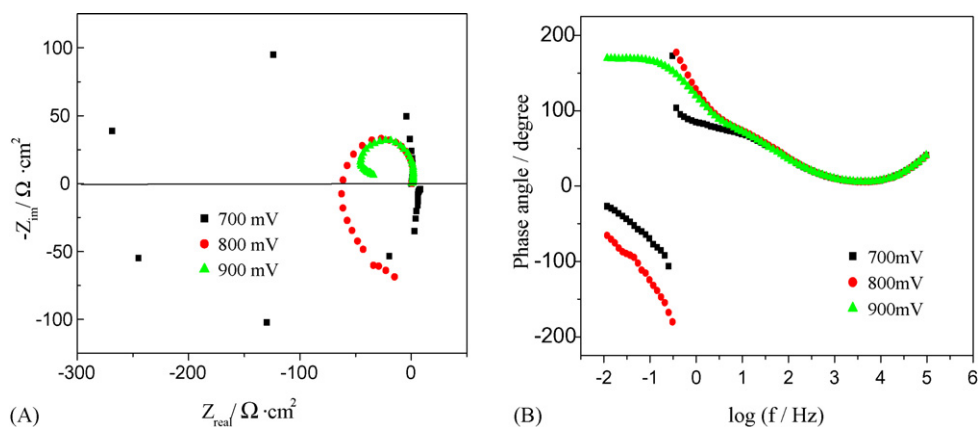 (A)
-Z_im/ Ω ·cm²
100
50
0
-50
-100
700 mV
800 mV
900 mV
-300
-200
-100
0
Z_real/ Ω ·cm²
(B)
Phase angle / degree
200
100
0
-100
-200
700mV
800mV
900mV
-2
-1
0
1
2
3
4
5
6
log (f / Hz)